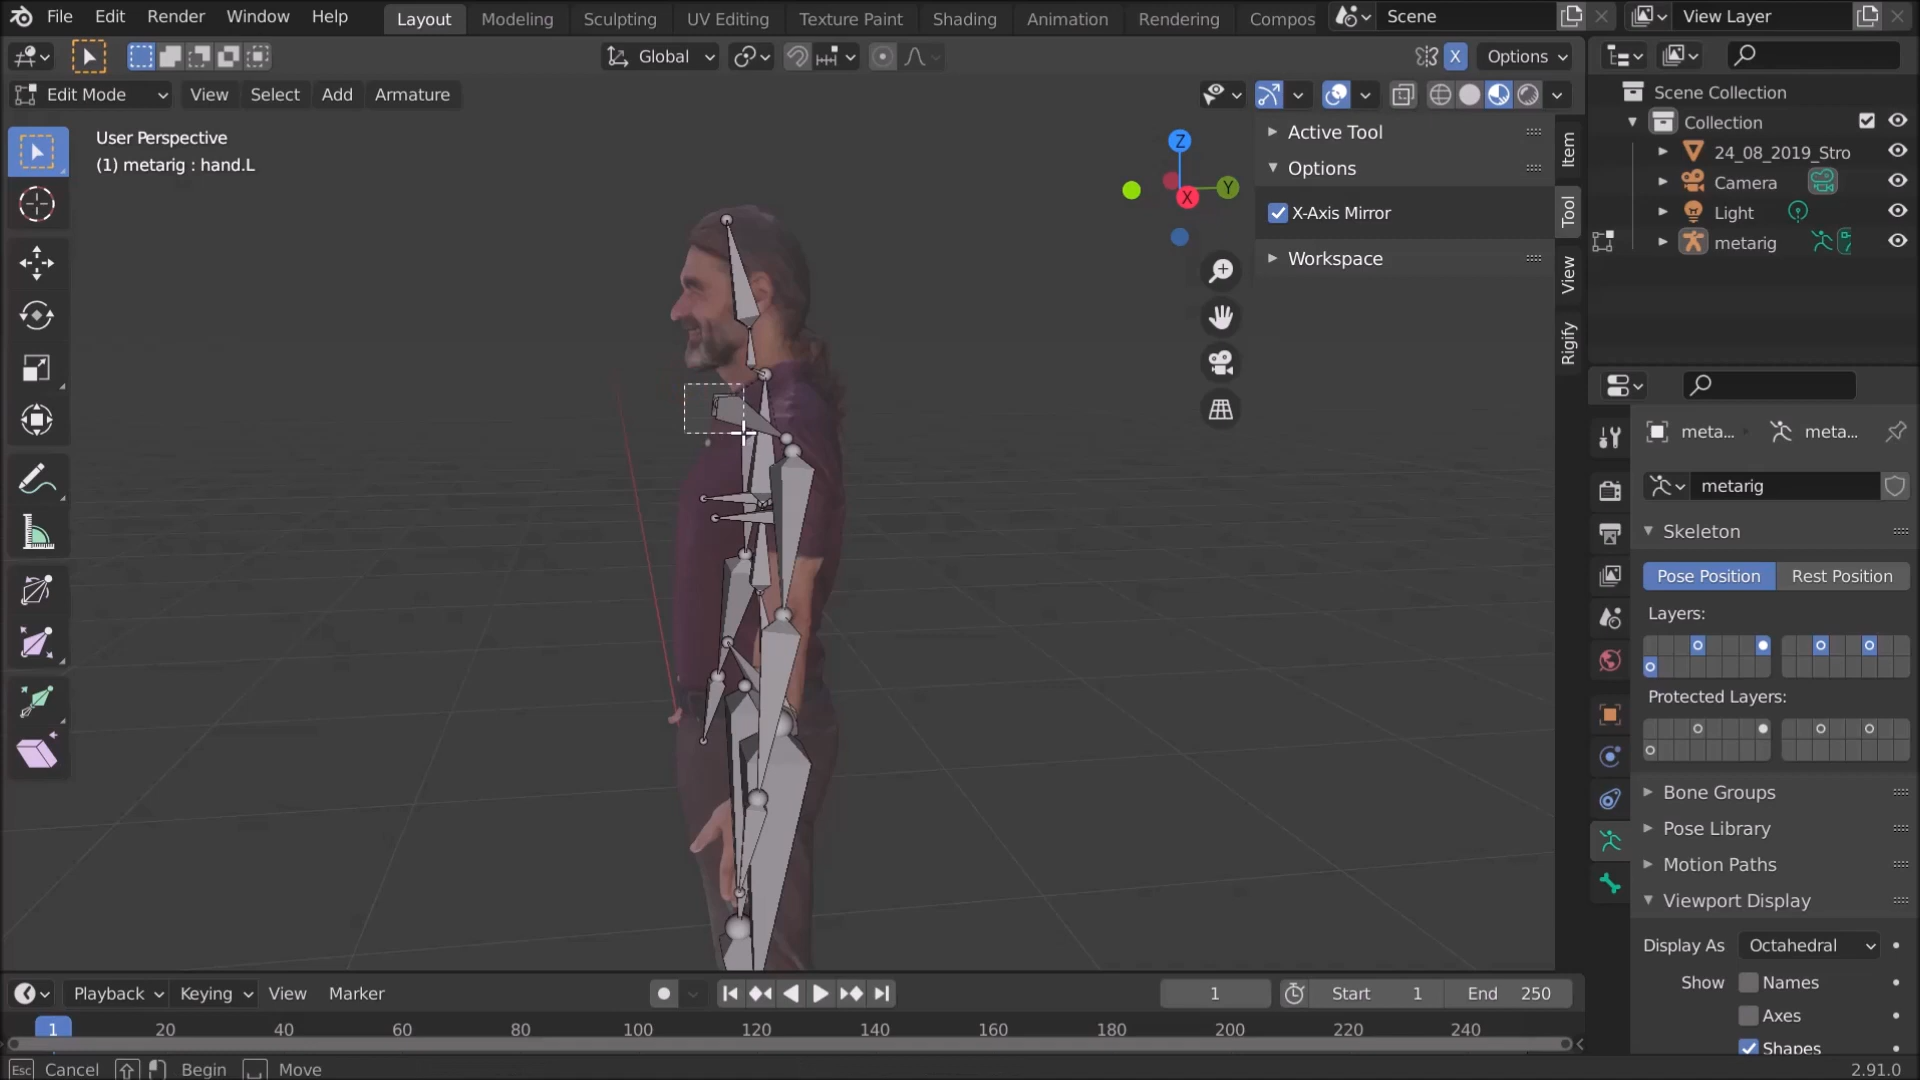 File Edit Render Window Help Layout Modeling Sculpting UV Editing Texture Paint Shading Animation Rendering Compos Scene View Layer
Global X Options
Edit Mode View Select Add Armature
User Perspective
(1) metarig : hand.L
Z
Y
X
Active Tool
Options
X-Axis Mirror
Workspace
Item
Tool
View
Rigify
Scene Collection
Collection
24_08_2019_Stro
Camera
Light
metarig
meta... meta...
metarig
Skeleton
Pose Position Rest Position
Layers:
Protected Layers:
Bone Groups
Pose Library
Motion Paths
Viewport Display
Display As Octahedral
Show Names
Axes
Shapes
Playback Keying View Marker 1 Start 1 End 250
1 20 40 60 80 100 120 140 160 180 200 220 240
Esc Cancel Begin Move 2.91.0